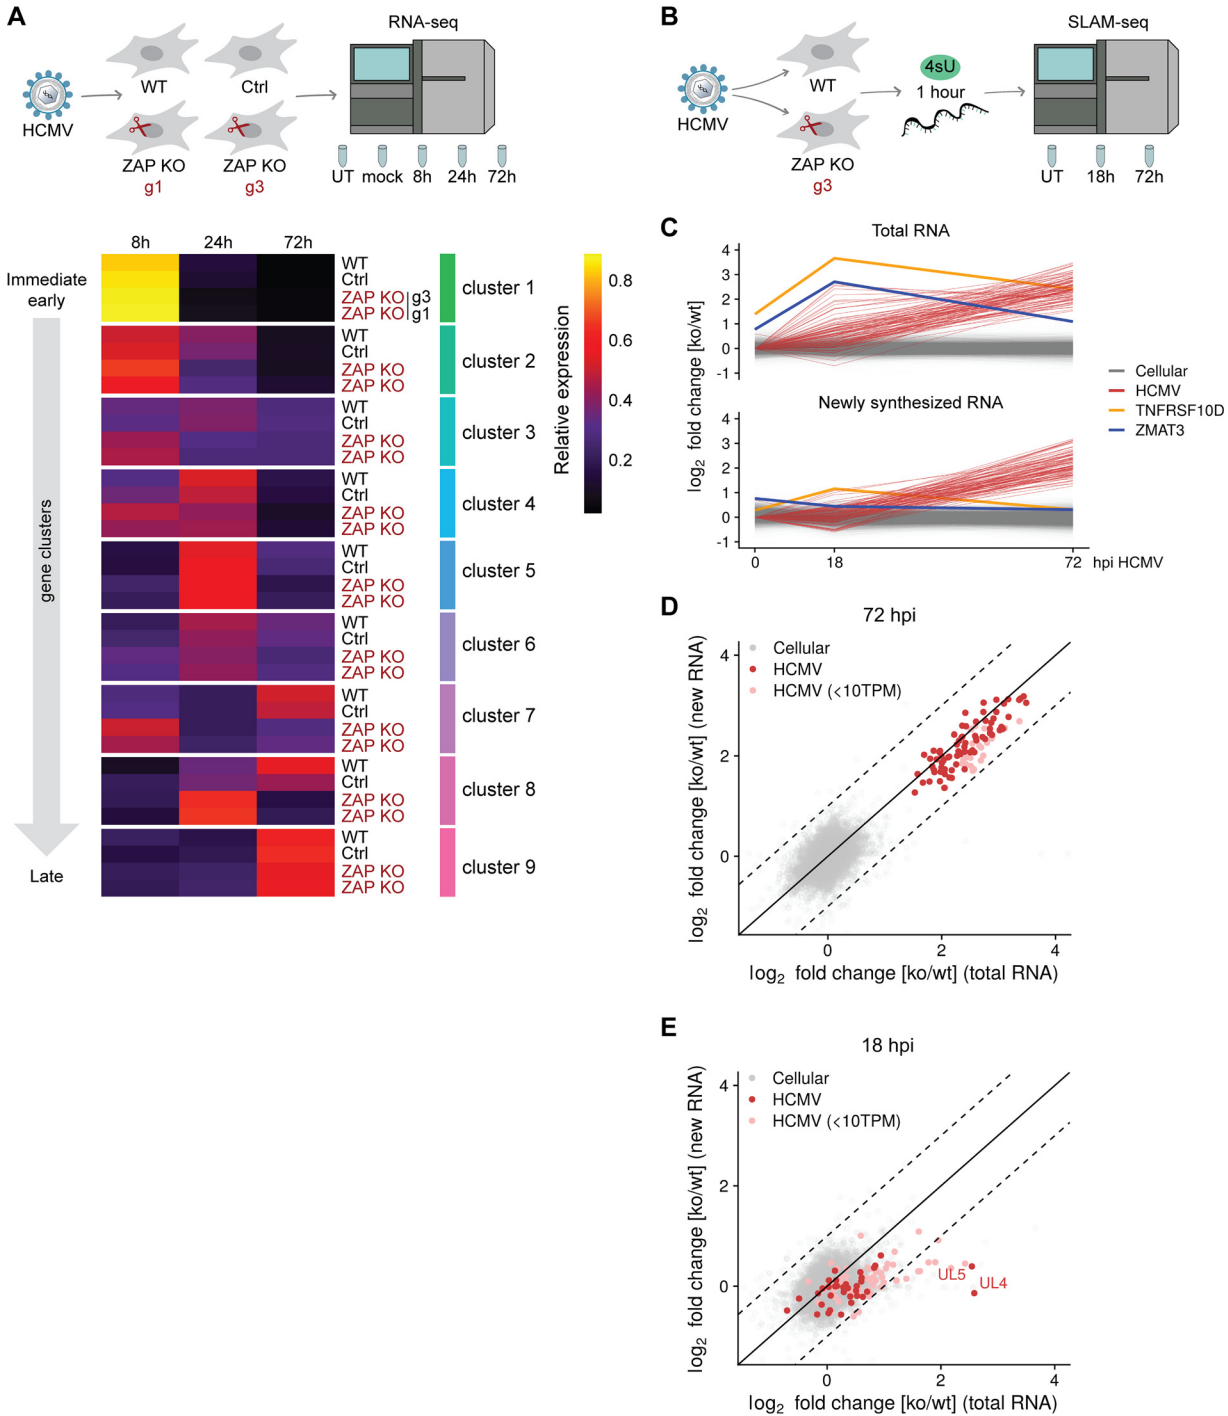 A
RNA-seq
HCMV
WT
Ctrl
ZAP KO
g1
ZAP KO
g3
UT mock 8h 24h 72h
8h 24h 72h
Immediate
early
gene clusters
Late
WT
Ctrl
ZAP KO g3
ZAP KO g1
cluster 1
WT
Ctrl
ZAP KO
ZAP KO
cluster 2
WT
Ctrl
ZAP KO
ZAP KO
cluster 3
WT
Ctrl
ZAP KO
ZAP KO
cluster 4
WT
Ctrl
ZAP KO
ZAP KO
cluster 5
WT
Ctrl
ZAP KO
ZAP KO
cluster 6
WT
Ctrl
ZAP KO
ZAP KO
cluster 7
WT
Ctrl
ZAP KO
ZAP KO
cluster 8
WT
Ctrl
ZAP KO
ZAP KO
cluster 9
Relative expression
0.8
0.6
0.4
0.2
B
SLAM-seq
HCMV
WT
ZAP KO
g3
4sU
1 hour
UT 18h 72h
C
Total RNA
4
3
2
1
0
-1
Newly synthesized RNA
4
3
2
1
0
-1
log2 fold change [ko/wt]
0 18 72 hpi HCMV
Cellular
HCMV
TNFRSF10D
ZMAT3
D
72 hpi
Cellular
HCMV
HCMV (<10TPM)
4
2
0
0 2 4
log2 fold change [ko/wt] (new RNA)
log2 fold change [ko/wt] (total RNA)
E
18 hpi
Cellular
HCMV
HCMV (<10TPM)
4
2
0
UL5
UL4
0 2 4
log2 fold change [ko/wt] (new RNA)
log2 fold change [ko/wt] (total RNA)